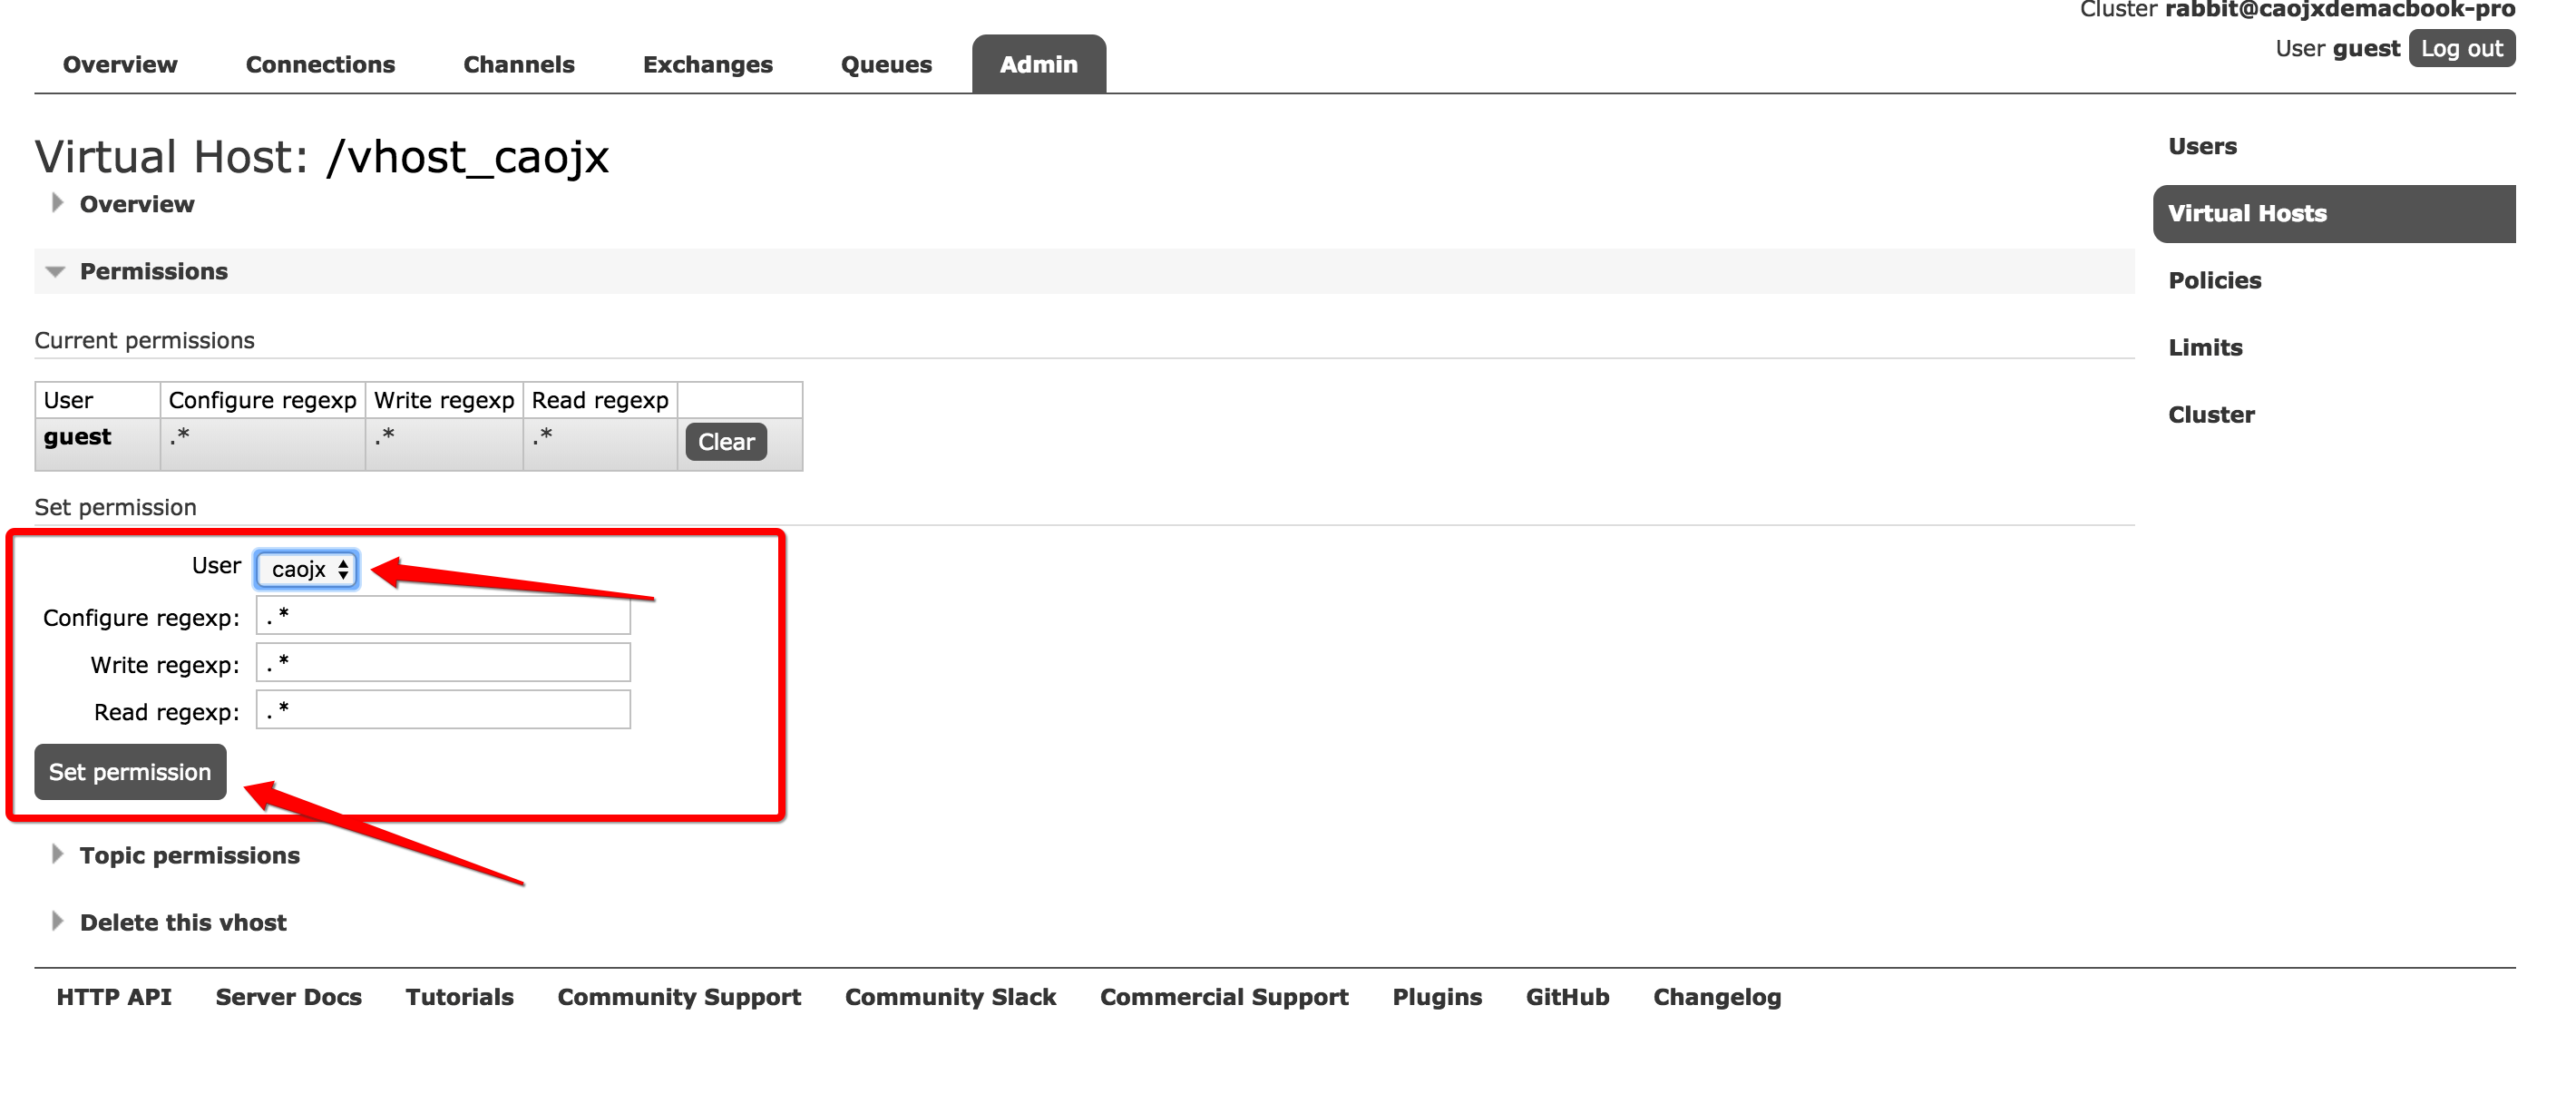 Cluster rabbit@caojxdemacbook-pro
User guest Log out
Overview Connections Channels Exchanges Queues Admin
Virtual Host: /vhost_caojx
Overview
Permissions
Current permissions
User Configure regexp Write regexp Read regexp
guest .* .* .* Clear
Set permission
User caojx
Configure regexp: .*
Write regexp: .*
Read regexp: .*
Set permission
Topic permissions
Delete this vhost
Users
Virtual Hosts
Policies
Limits
Cluster
HTTP API Server Docs Tutorials Community Support Community Slack Commercial Support Plugins GitHub Changelog